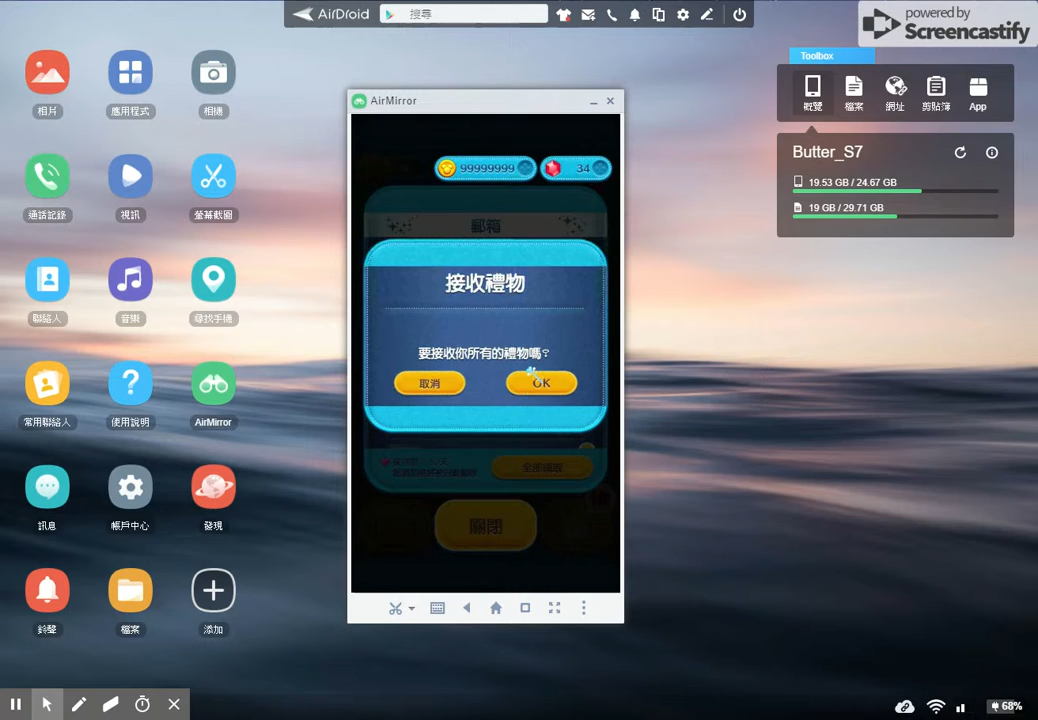 AirDroid
搜尋
powered by
Screencastify
Toolbox
概覽
檔案
網址
剪貼簿
App
Butter_S7
19.53 GB / 24.67 GB
19 GB / 29.71 GB
相片
應用程式
相機
通話記錄
視訊
螢幕截圖
聯絡人
音樂
尋找手機
常用聯絡人
使用說明
AirMirror
訊息
帳戶中心
發現
鈴聲
檔案
添加
AirMirror
99999999
34
郵箱
接收禮物
要接收你所有的禮物嗎?
取消
OK
全部領取
關閉
68%